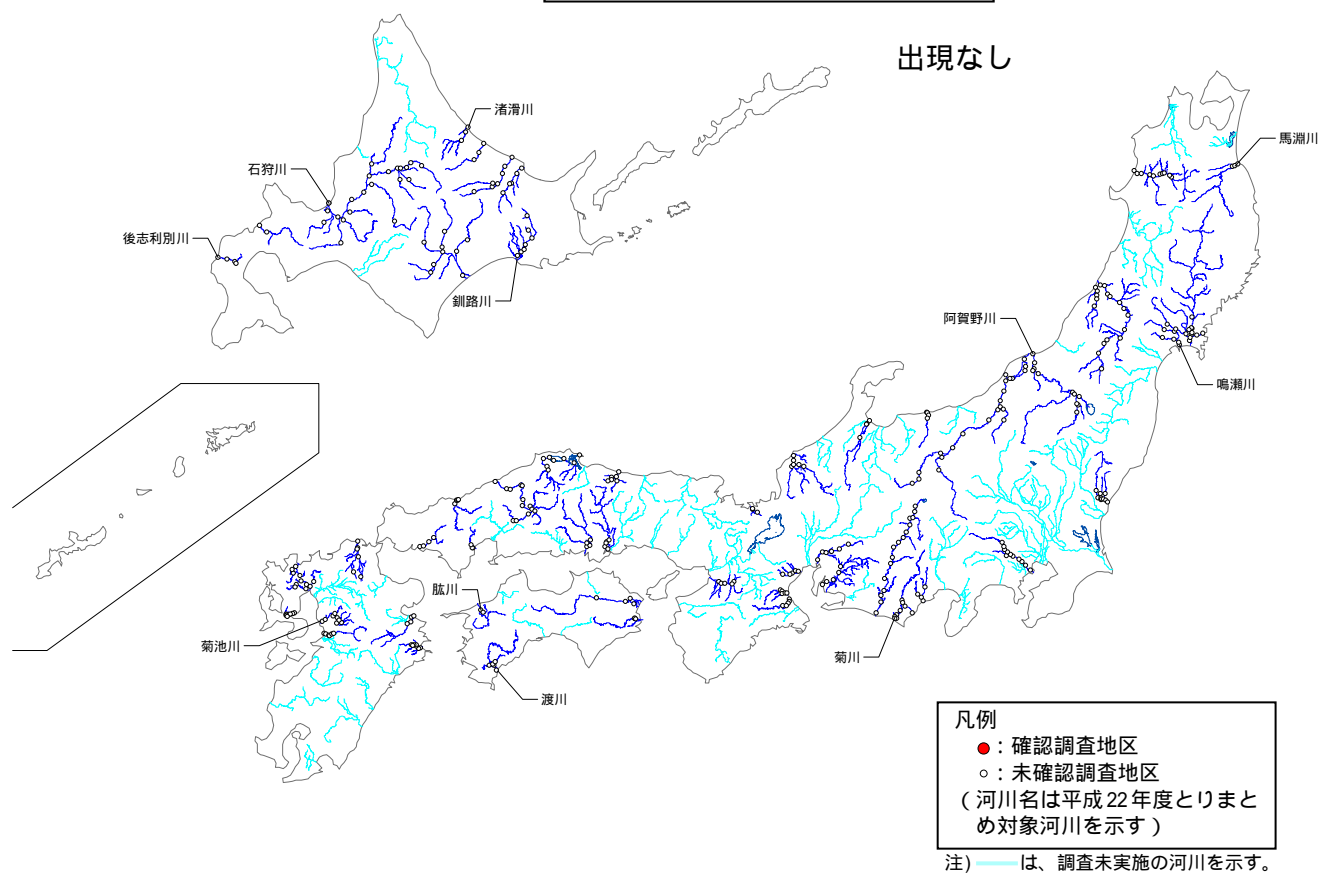 出現なし
渚滑川
馬淵川
石狩川
後志利別川
釧路川
阿賀野川
鳴瀬川
肱川
菊池川
菊川
渡川
凡例
●：確認調査地区
○：未確認調査地区
（河川名は平成22年度とりまと
め対象河川を示す）
注）　　は、調査未実施の河川を示す。